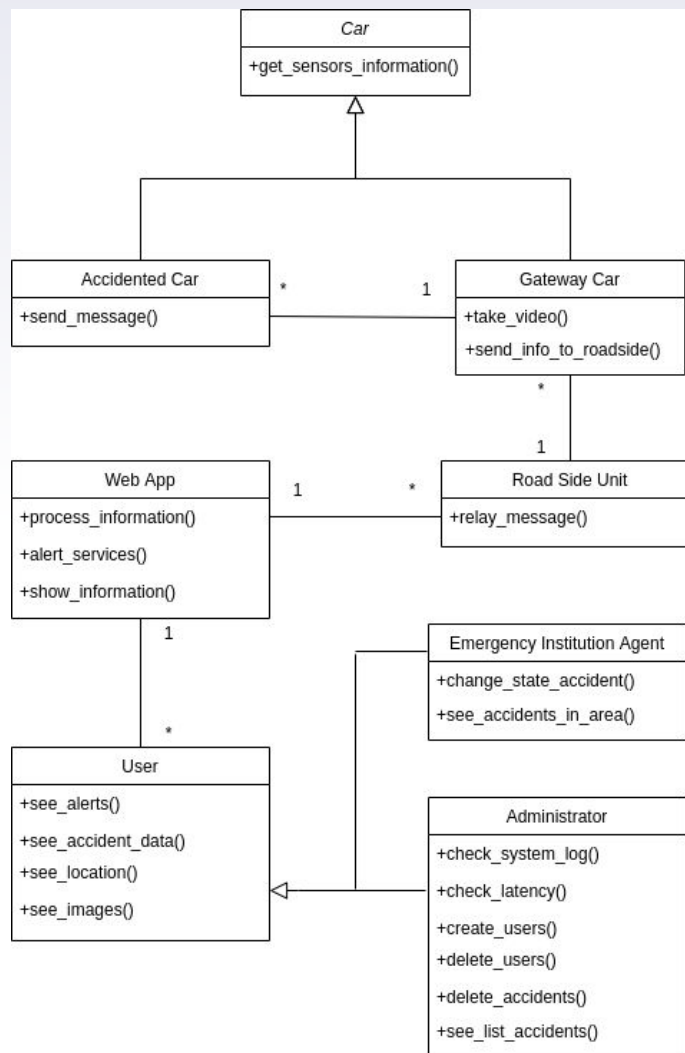 Car
+get_sensors_information()
Accidented Car
+send_message()
*
1
Gateway Car
+take_video()
+send_info_to_roadside()
*
1
Web App
+process_information()
+alert_services()
+show_information()
1
*
Road Side Unit
+relay_message()
1
*
Emergency Institution Agent
+change_state_accident()
+see_accidents_in_area()
User
+see_alerts()
+see_accident_data()
+see_location()
+see_images()
Administrator
+check_system_log()
+check_latency()
+create_users()
+delete_users()
+delete_accidents()
+see_list_accidents()